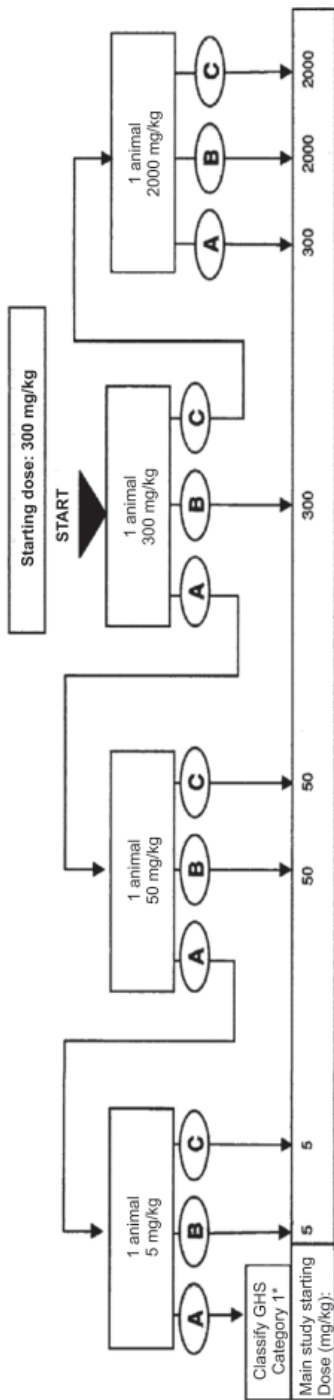 Starting dose: 300 mg/kg
START
1 animal
5 mg/kg
1 animal
50 mg/kg
1 animal
300 mg/kg
1 animal
2000 mg/kg
A
B
C
A
B
C
A
B
C
A
B
C
Classify GHS
Category 1*
Main study starting
Dose (mg/kg):
5
5
50
50
300
300
2000
2000